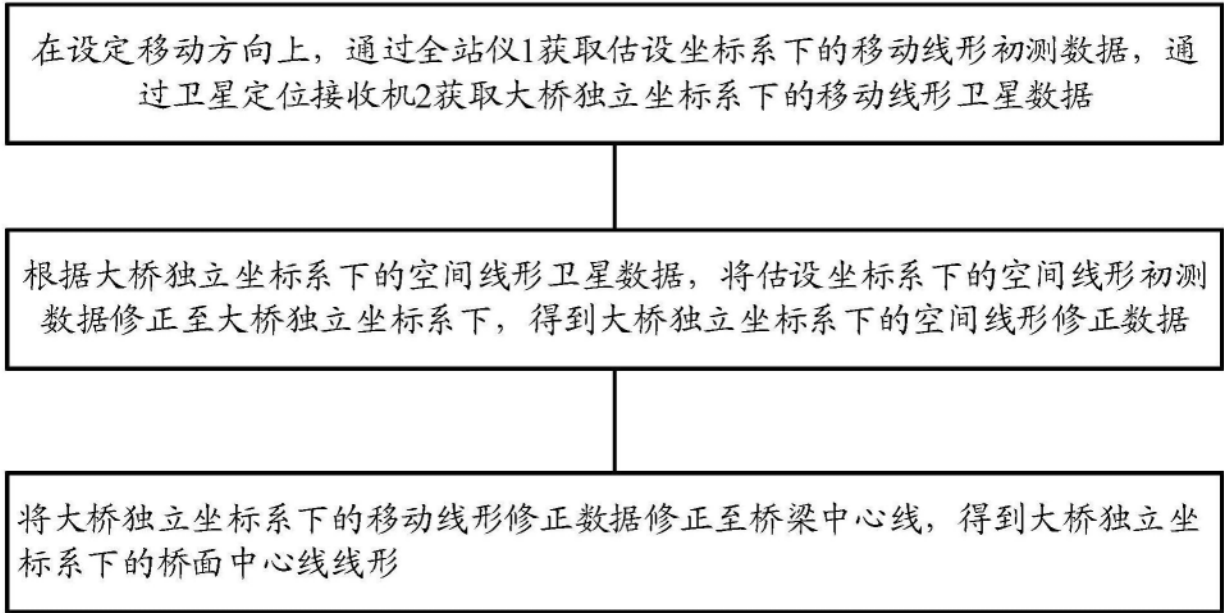 在设定移动方向上，通过全站仪1获取估设坐标系下的移动线形初测数据，通
过卫星定位接收机2获取大桥独立坐标系下的移动线形卫星数据
根据大桥独立坐标系下的空间线形卫星数据，将估设坐标系下的空间线形初测
数据修正至大桥独立坐标系下，得到大桥独立坐标系下的空间线形修正数据
将大桥独立坐标系下的移动线形修正数据修正至桥梁中心线，得到大桥独立坐
标系下的桥面中心线线形